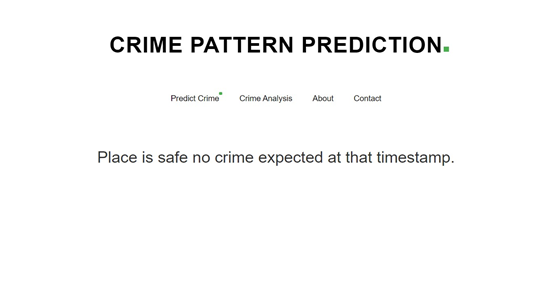 CRIME PATTERN PREDICTION
Predict Crime Crime Analysis About Contact
Place is safe no crime expected at that timestamp.